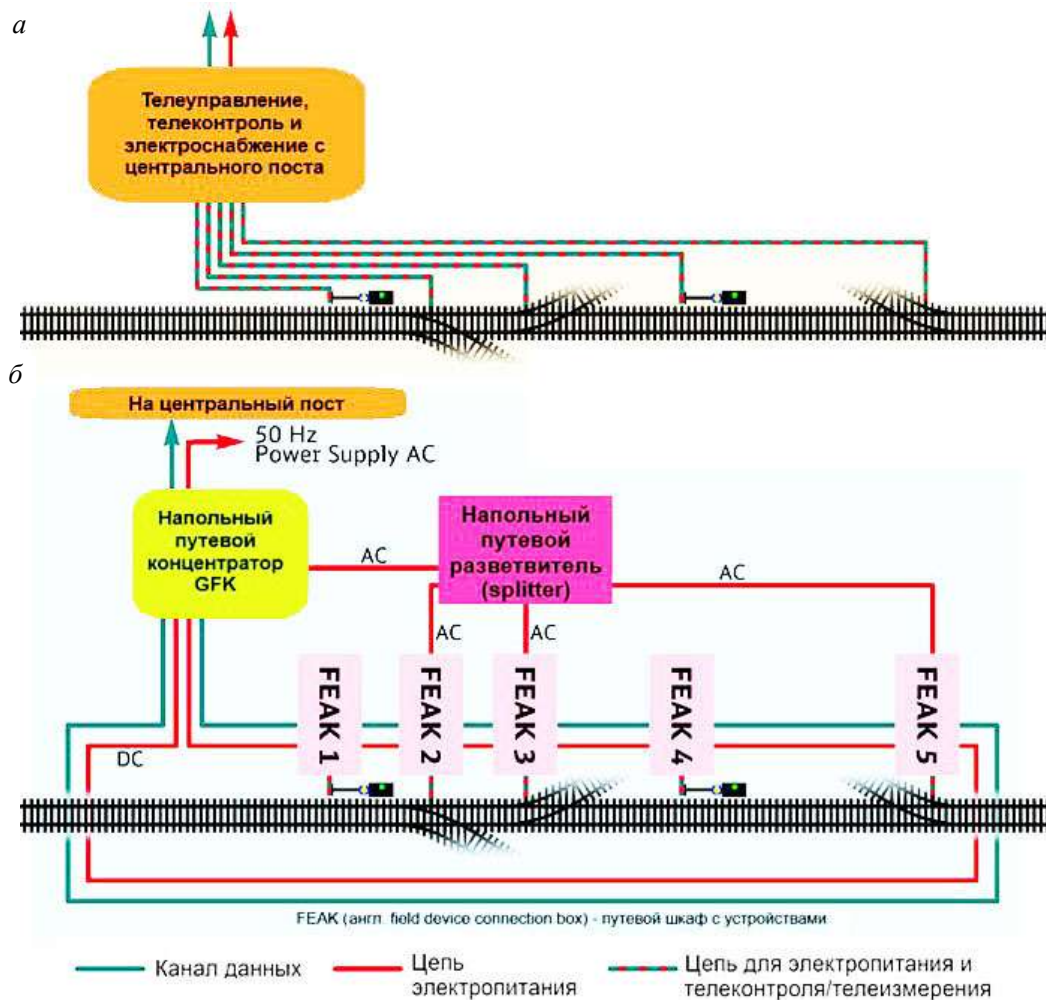 а
Телеуправление,
телеконтроль и
электроснабжение с
центрального поста
б
На центральный пост
50 Hz
Power Supply AC
Напольный
путевой
концентратор
GFK
AC
Напольный
путевой
разветвитель
(splitter)
AC
AC
AC
FEAK 1
FEAK 2
FEAK 3
FEAK 4
FEAK 5
DC
FEAK (англ. field device connection box) - путевой шкаф с устройствами
Канал данных
Цепь
электропитания
Цепь для электропитания и
телеконтроля/телеизмерения